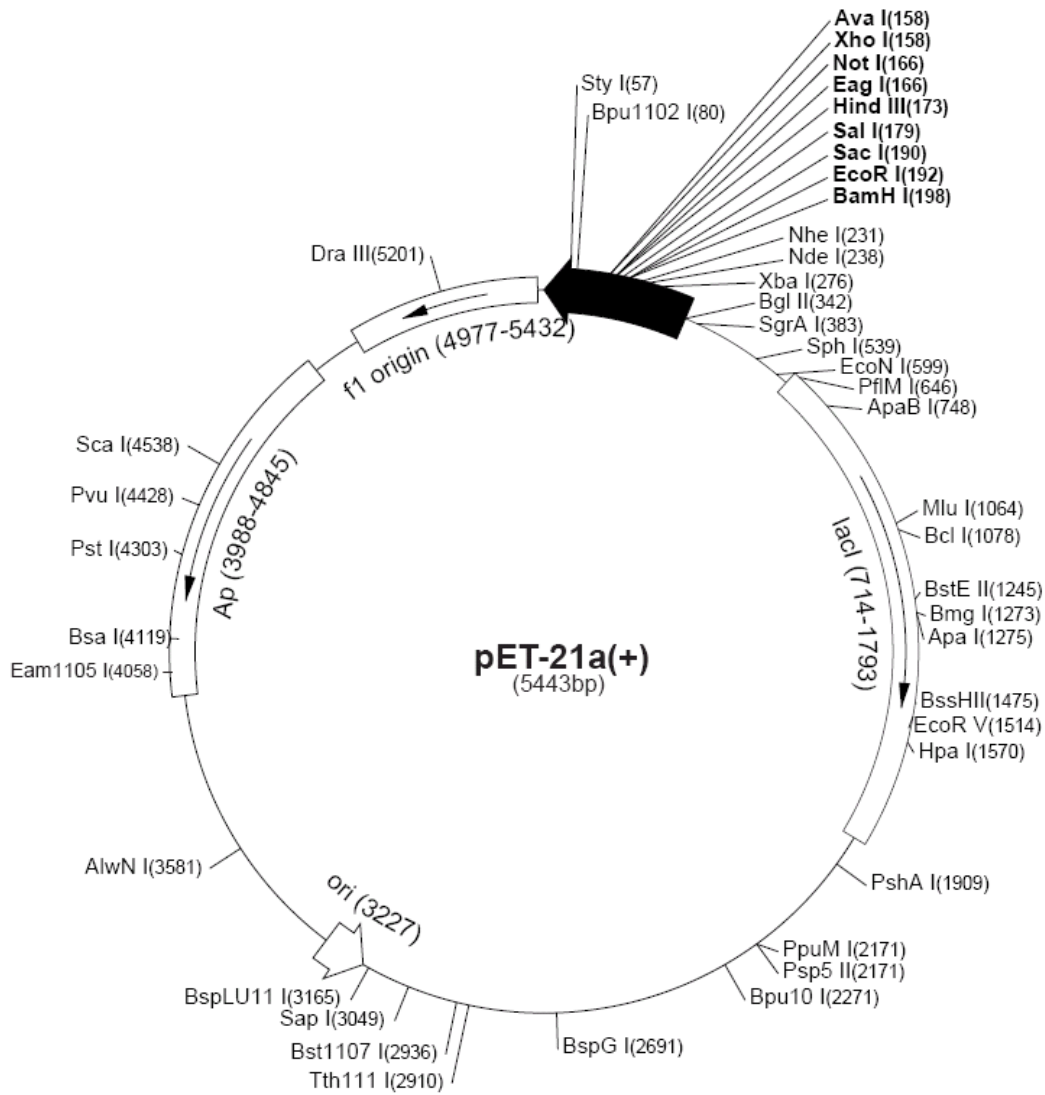 Ava I(158)
Xho I(158)
Not I(166)
Eag I(166)
Hind III(173)
Sal I(179)
Sac I(190)
EcoR I(192)
BamH I(198)
Sty I(57)
Bpu1102 I(80)
Nhe I(231)
Nde I(238)
Xba I(276)
Bgl II(342)
SgrA I(383)
Sph I(539)
EcoN I(599)
PflM I(646)
ApaB I(748)
Dra III(5201)
f1 origin (4977-5432)
Sca I(4538)
Pvu I(4428)
Pst I(4303)
Bsa I(4119)
Eam1105 I(4058)
Ap (3988-4845)
lacI (714-1793)
Mlu I(1064)
Bcl I(1078)
BstE II(1245)
Bmg I(1273)
Apa I(1275)
BssHII(1475)
EcoR V(1514)
Hpa I(1570)
pET-21a(+)
(5443bp)
AlwN I(3581)
ori (3227)
PshA I(1909)
PpuM I(2171)
Psp5 II(2171)
Bpu10 I(2271)
BspLU11 I(3165)
Sap I(3049)
Bst1107 I(2936)
Tth111 I(2910)
BspG I(2691)